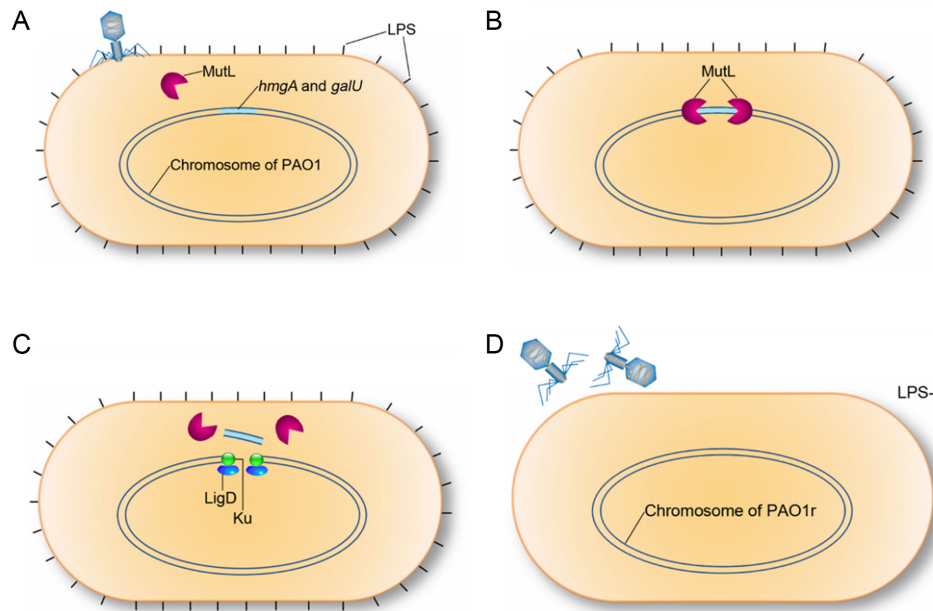 A
LPS
MutL
hmgA and galU
Chromosome of PAO1
B
MutL
C
LigD
Ku
D
LPS-
Chromosome of PAO1r